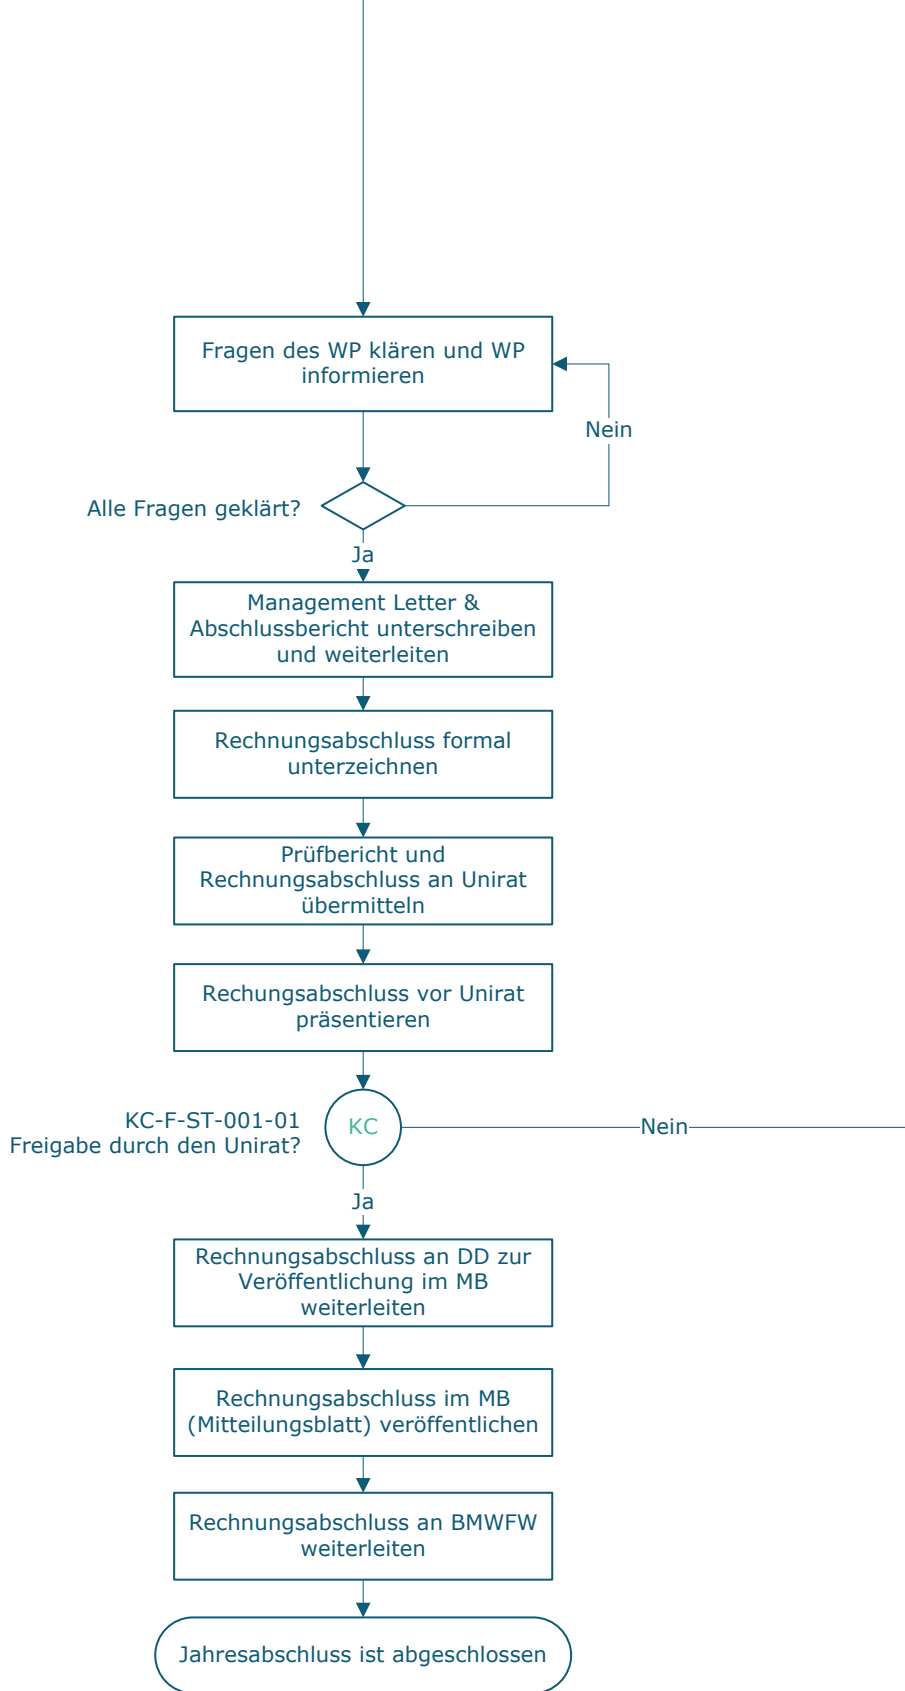 Fragen des WP klären und WP
informieren
Nein
Alle Fragen geklärt?
Ja
Management Letter &
Abschlussbericht unterschreiben
und weiterleiten
Rechnungsabschluss formal
unterzeichnen
Prüfbericht und
Rechnungsabschluss an Unirat
übermitteln
Rechungsabschluss vor Unirat
präsentieren
KC-F-ST-001-01
Freigabe durch den Unirat?
KC
Nein
Ja
Rechnungsabschluss an DD zur
Veröffentlichung im MB
weiterleiten
Rechnungsabschluss im MB
(Mitteilungsblatt) veröffentlichen
Rechnungsabschluss an BMWFW
weiterleiten
Jahresabschluss ist abgeschlossen